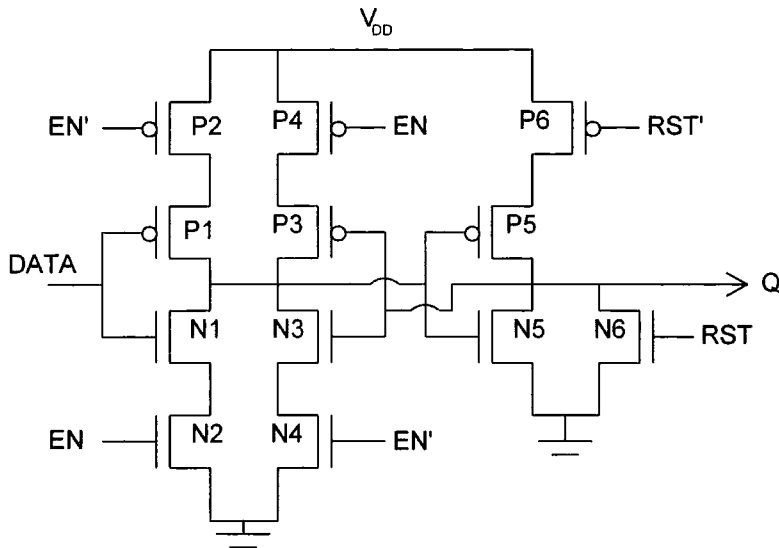 VDD
EN' P2 P4 EN P6 RST'
P1 P3 P5
DATA
Q
N1 N3 N5 N6 RST
EN N2 N4 EN'